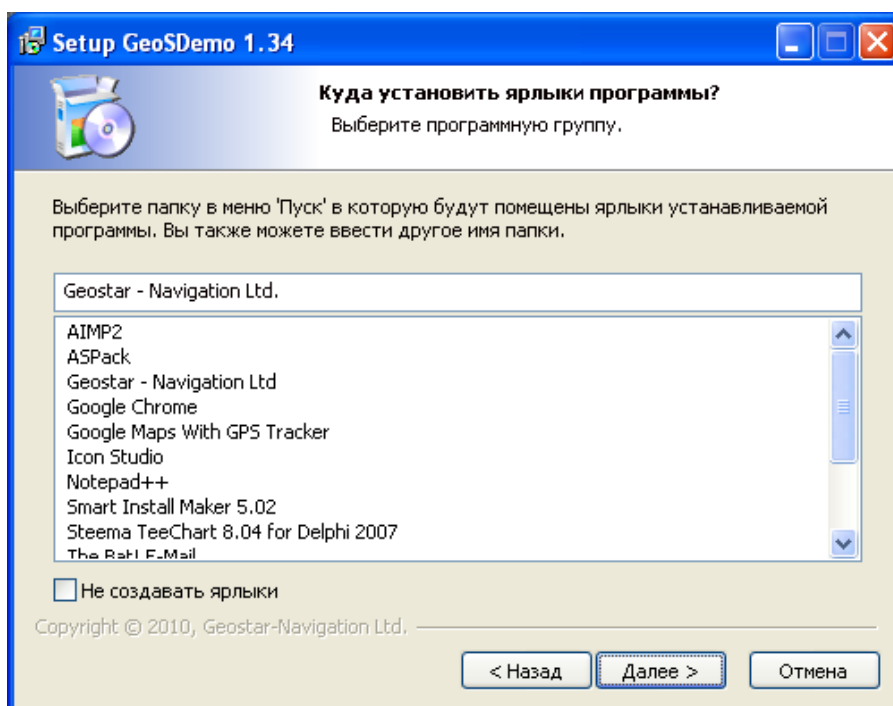 Setup GeoSDemo 1.34
Куда установить ярлыки программы?
Выберите программную группу.
Выберите папку в меню 'Пуск' в которую будут помещены ярлыки устанавливаемой
программы. Вы также можете ввести другое имя папки.
Geostar - Navigation Ltd.
AIMP2
ASPack
Geostar - Navigation Ltd
Google Chrome
Google Maps With GPS Tracker
Icon Studio
Notepad++
Smart Install Maker 5.02
Steema TeeChart 8.04 for Delphi 2007
The Bat! E-Mail
Не создавать ярлыки
Copyright © 2010, Geostar-Navigation Ltd.
< Назад
Далее >
Отмена